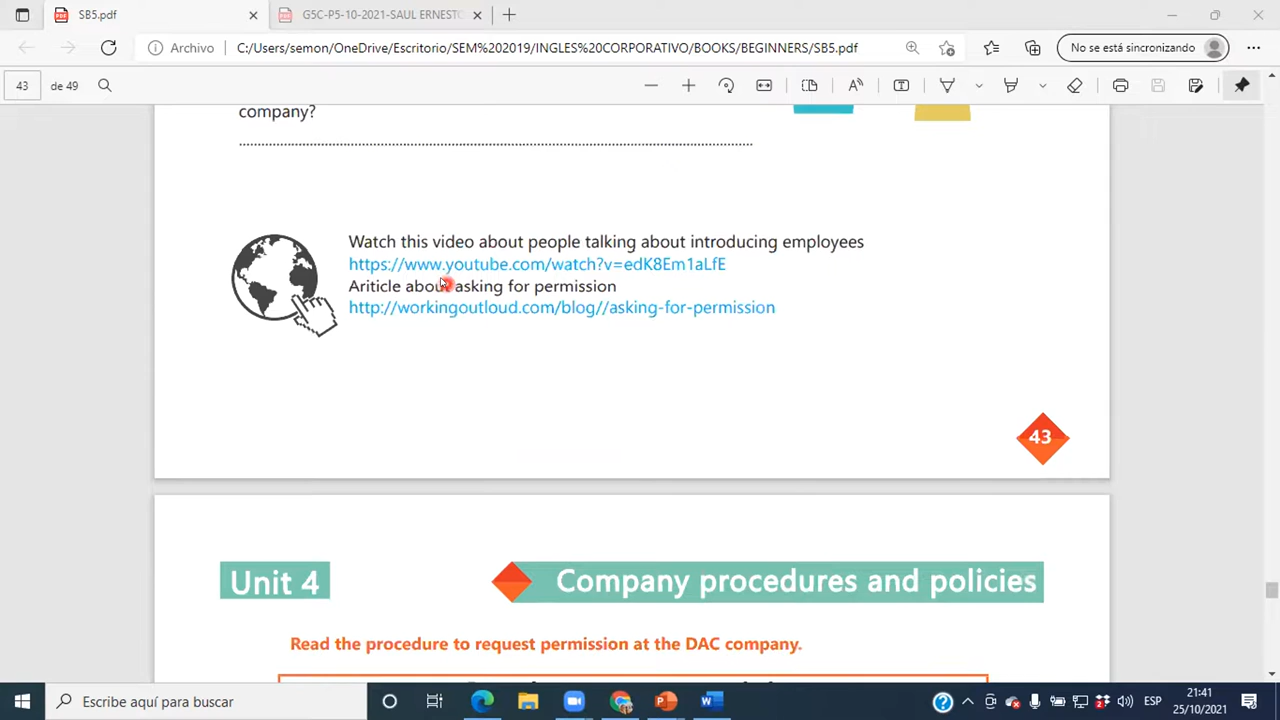 SB5.pdf
G5C-P5-10-2021-SAUL ERNESTO
Archivo
C:/Users/semon/OneDrive/Escritorio/SEM%202019/INGLES%20CORPORATIVO/BOOKS/BEGINNERS/SB5.pdf
No se está sincronizando
43
de 49
company?
Watch this video about people talking about introducing employees
https://www.youtube.com/watch?v=edK8Em1aLfE
Ariticle about asking for permission
http://workingoutloud.com/blog//asking-for-permission
43
Unit 4
Company procedures and policies
Read the procedure to request permission at the DAC company.
Escribe aquí para buscar
ESP
21:41
25/10/2021